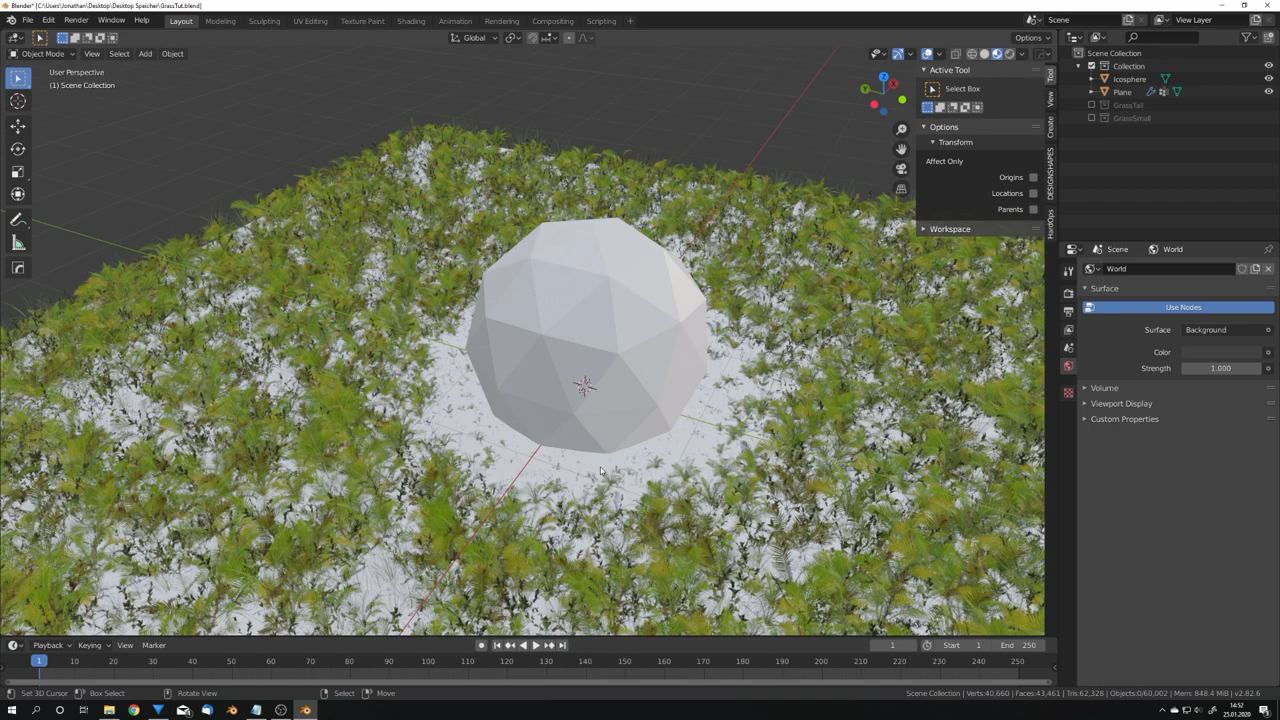 Blender* [C:\Users\Jonathan\Desktop\Desktop Speicher\GrassTut.blend]
File Edit Render Window Help Layout Modeling Sculpting UV Editing Texture Paint Shading Animation Rendering Compositing Scripting Scene View Layer
Global Options
Object Mode View Select Add Object
User Perspective
(1) Scene Collection
Z
Y
X
Active Tool
Select Box
Options
Transform
Affect Only
Origins
Locations
Parents
Workspace
Tool
View
Create
DESIGNSHAPES
HardOps
Scene Collection
Collection
Icosphere
Plane
GrassTall
GrassSmall
Scene World
World
Surface
Use Nodes
Surface Background
Color
Strength 1.000
Volume
Viewport Display
Custom Properties
Playback Keying View Marker 1 Start 1 End 250
1 10 20 30 40 50 60 70 80 90 100 110 120 130 140 150 160 170 180 190 200 210 220 230 240 250
Set 3D Cursor Box Select Rotate View Select Move Scene Collection | Verts:40,660 | Faces:43,461 | Tris:62,328 | Objects:0/60,002 | Mem: 848.4 MiB | v2.82.6
14:52
25.01.2020